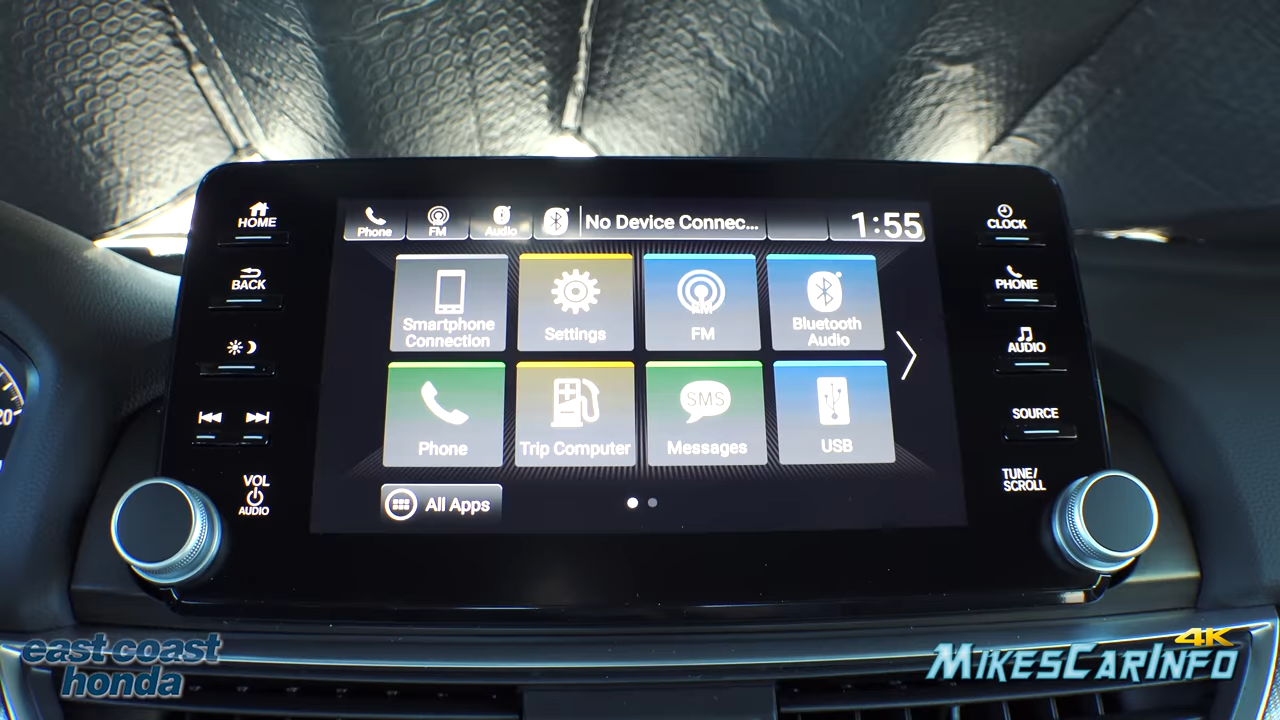 HOME
BACK
VOL
AUDIO
Phone
FM
Audio
No Device Connec...
1:55
Smartphone
Connection
Settings
FM
Bluetooth
Audio
Phone
Trip Computer
SMS
Messages
USB
All Apps
CLOCK
PHONE
AUDIO
SOURCE
TUNE/
SCROLL
20
east coast
honda
4K
MIKESCARINFO